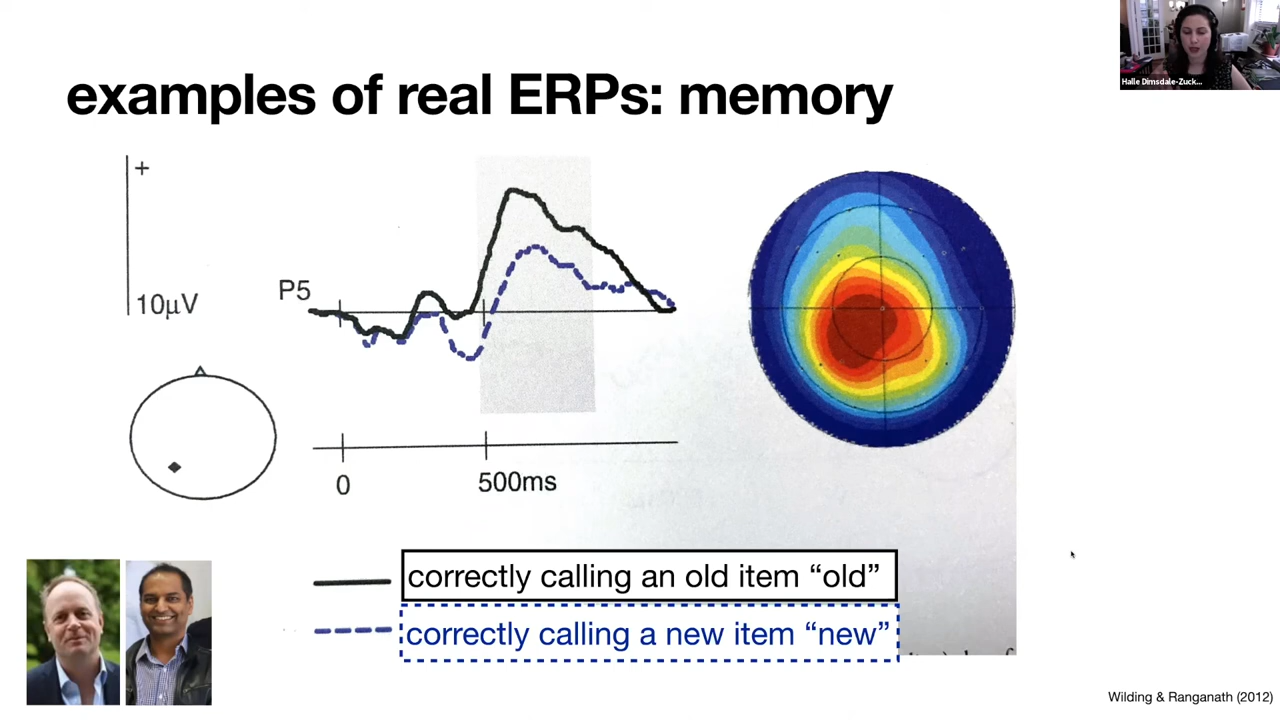 Halle Dimsdale-Zuck...
examples of real ERPs: memory
+
10μV
P5
0
500ms
correctly calling an old item “old”
correctly calling a new item “new”
Wilding & Ranganath (2012)